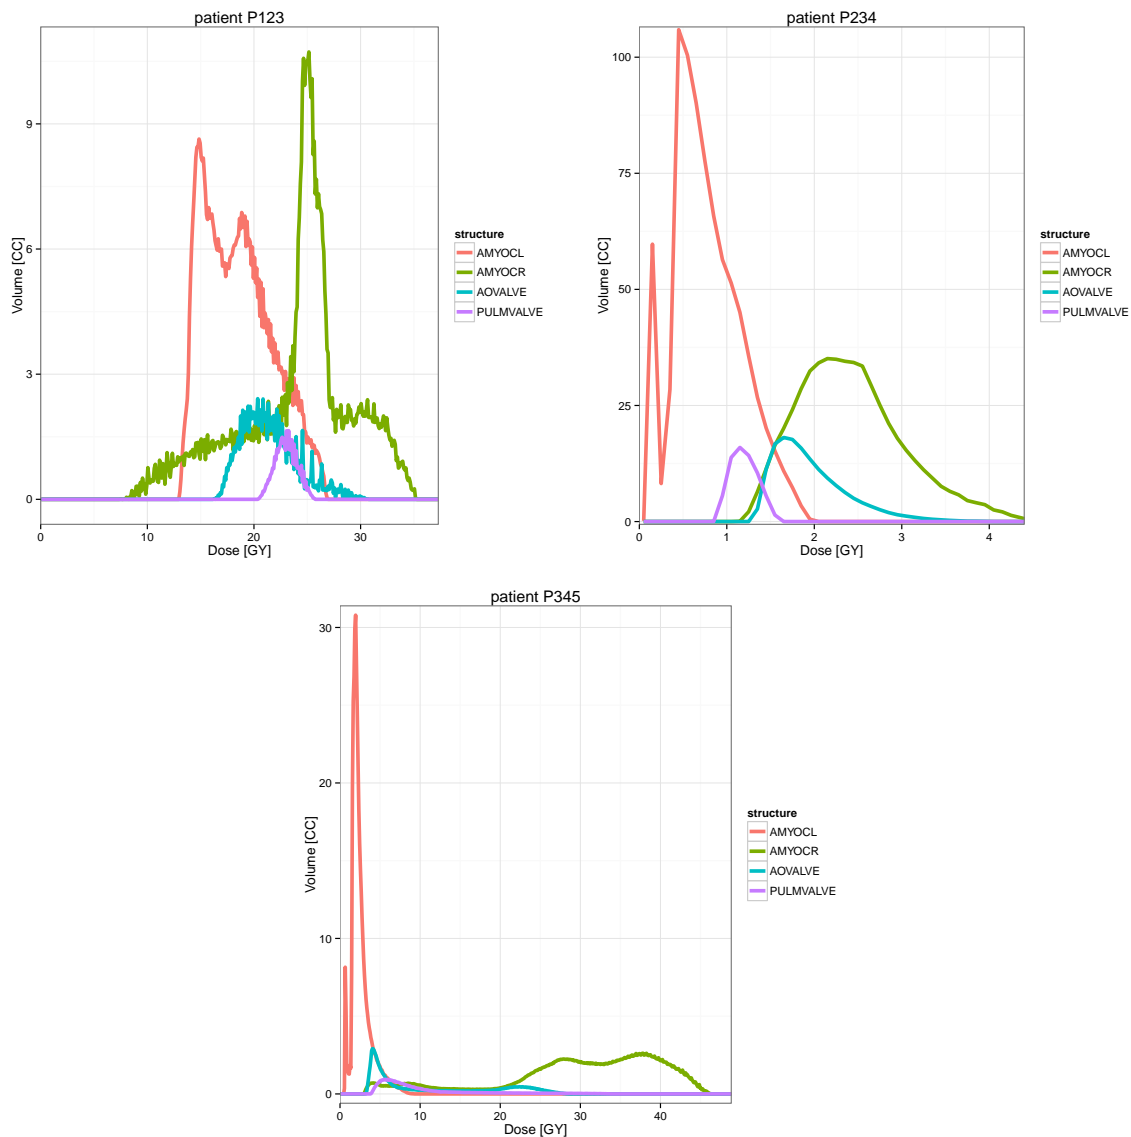 patient P123
Volume [CC]
9
6
3
0
0 10 20 30
Dose [GY]
structure
AMYOCL
AMYOCR
AOVALVE
PULMVALVE
patient P234
Volume [CC]
100
75
50
25
0
0 1 2 3 4
Dose [GY]
structure
AMYOCL
AMYOCR
AOVALVE
PULMVALVE
patient P345
Volume [CC]
30
20
10
0
0 10 20 30 40
Dose [GY]
structure
AMYOCL
AMYOCR
AOVALVE
PULMVALVE